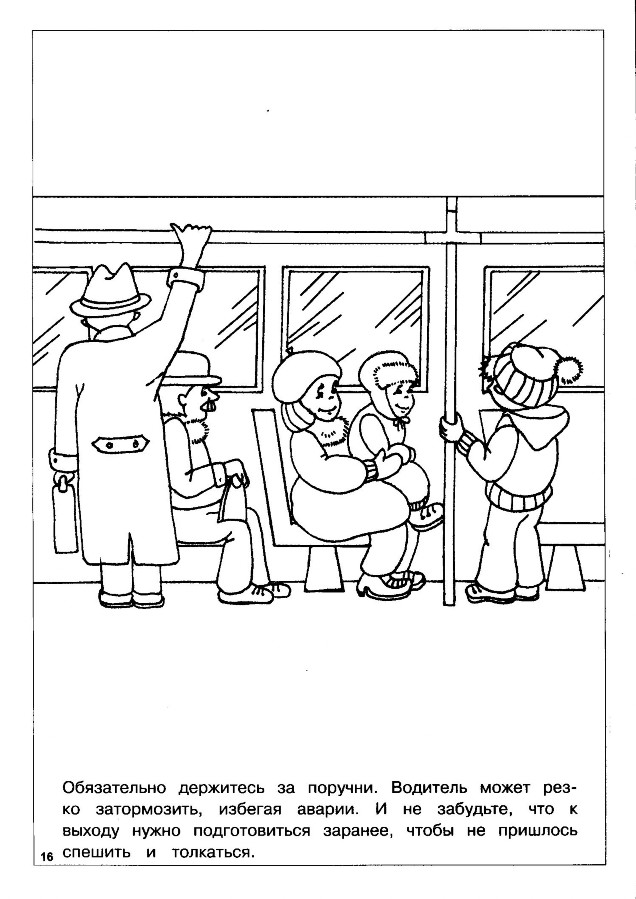 Обязательно держитесь за поручни. Водитель может рез-
ко затормозить, избегая аварии. И не забудьте, что к
выходу нужно подготовиться заранее, чтобы не пришлось
16 спешить и толкаться.